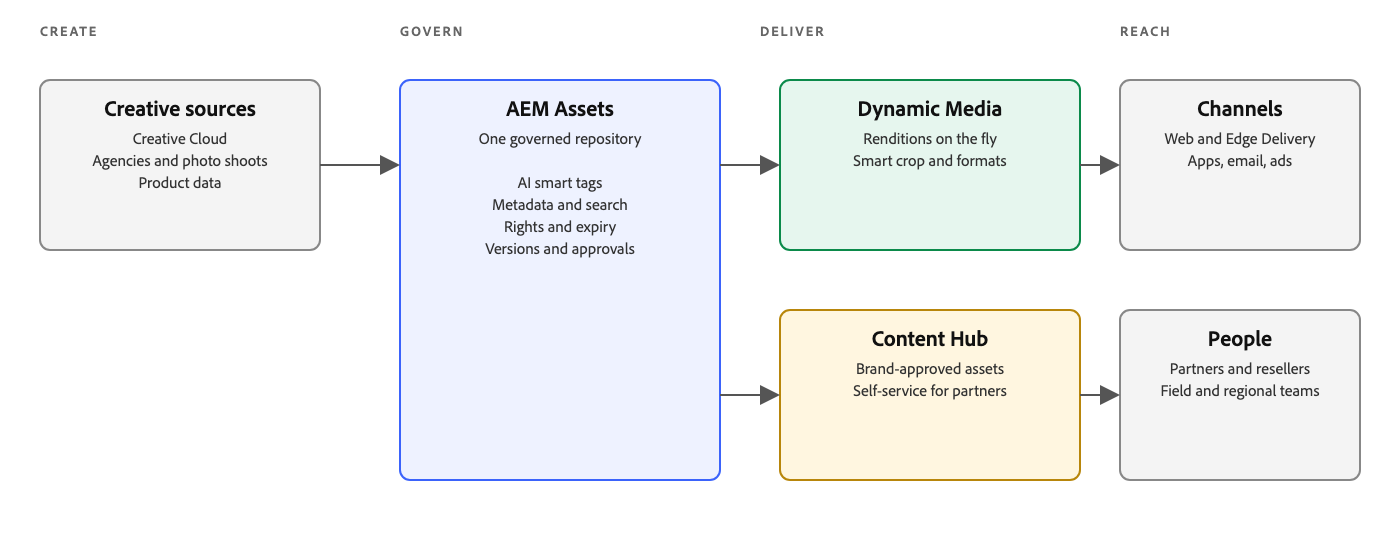 CREATE
GOVERN
DELIVER
REACH
Creative sources
Creative Cloud
Agencies and photo shoots
Product data
AEM Assets
One governed repository
AI smart tags
Metadata and search
Rights and expiry
Versions and approvals
Dynamic Media
Renditions on the fly
Smart crop and formats
Channels
Web and Edge Delivery
Apps, email, ads
Content Hub
Brand-approved assets
Self-service for partners
People
Partners and resellers
Field and regional teams